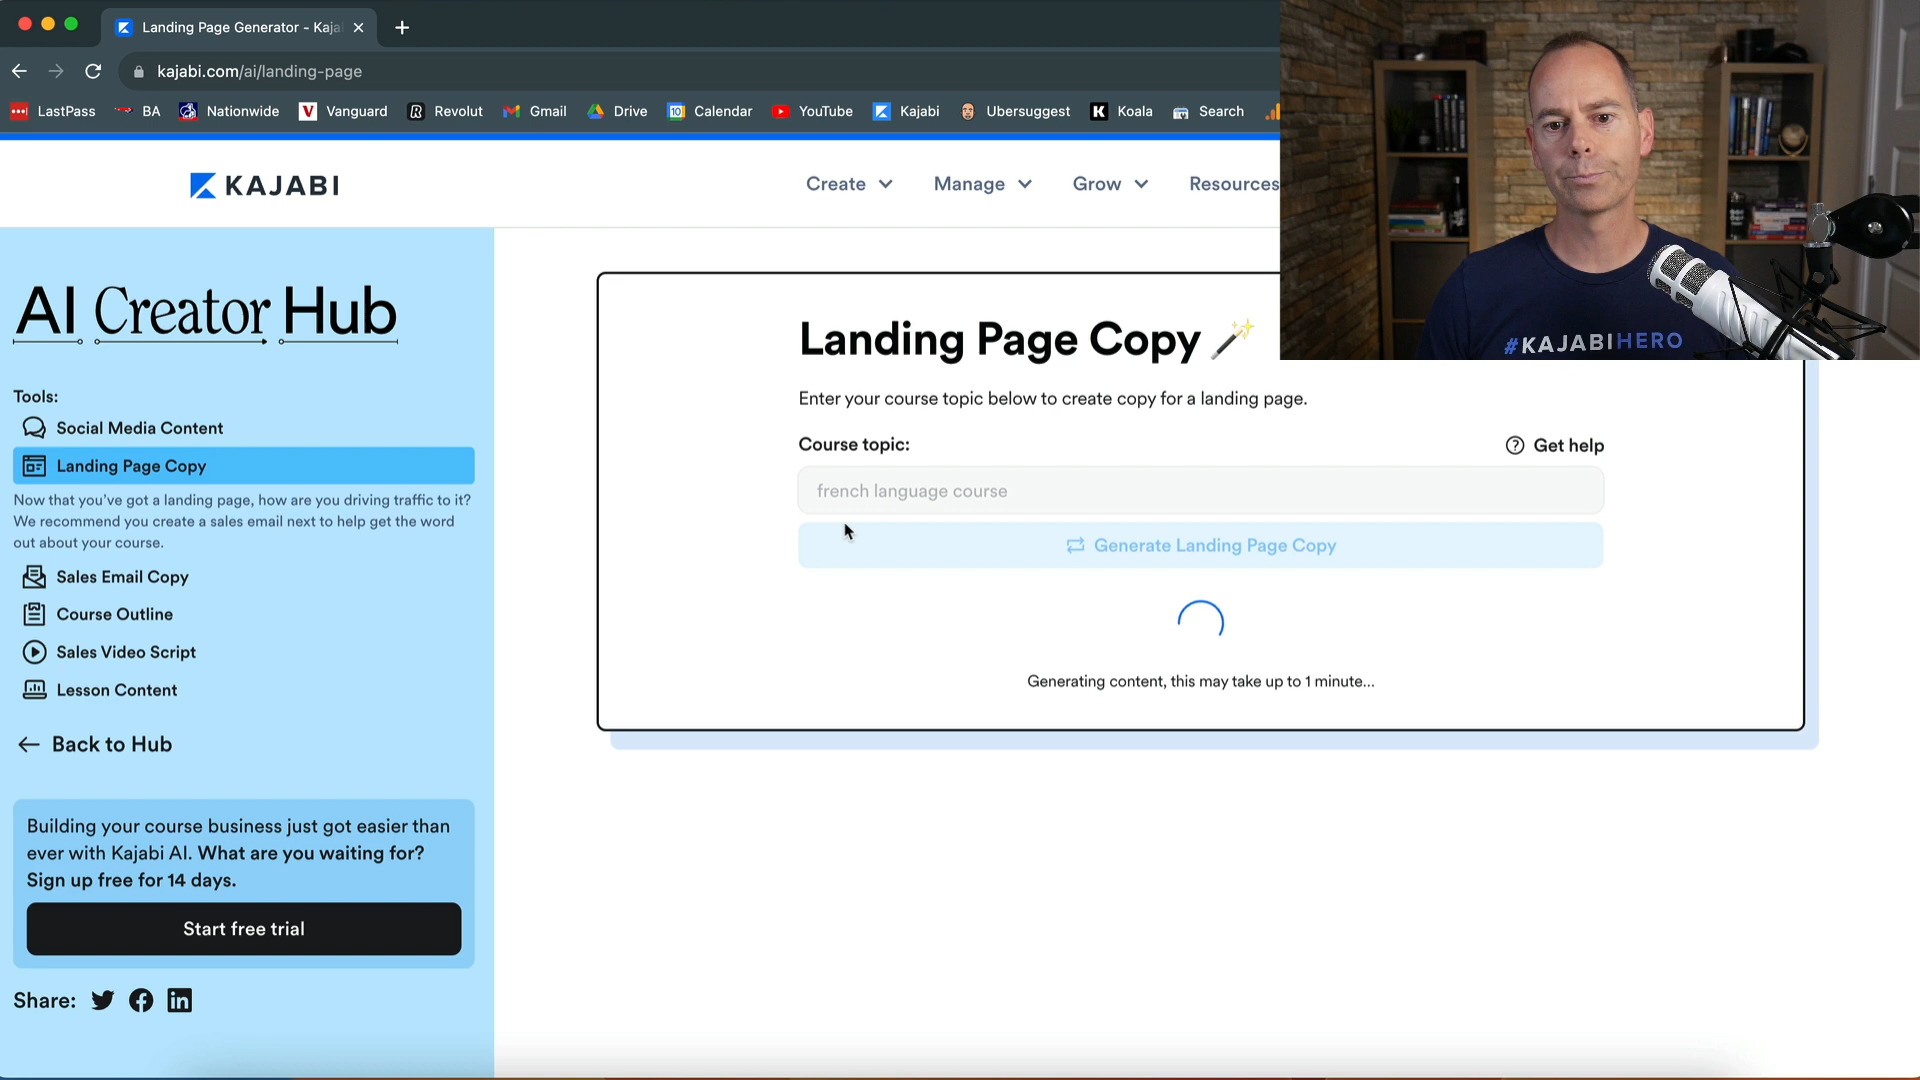 Landing Page Generator - Kaja
kajabi.com/ai/landing-page
LastPass
BA
Nationwide
Vanguard
Revolut
Gmail
Drive
10
Calendar
YouTube
Kajabi
Ubersuggest
K
Koala
Search
KAJABI
Create
Manage
Grow
Resources
#KAJABIHERO
AI Creator Hub
Tools:
Social Media Content
Landing Page Copy
Now that you've got a landing page, how are you driving traffic to it?
We recommend you create a sales email next to help get the word
out about your course.
Sales Email Copy
Course Outline
Sales Video Script
Lesson Content
Back to Hub
Building your course business just got easier than
ever with Kajabi AI. What are you waiting for?
Sign up free for 14 days.
Start free trial
Share:
Landing Page Copy
Enter your course topic below to create copy for a landing page.
Course topic:
Get help
french language course
Generate Landing Page Copy
Generating content, this may take up to 1 minute...